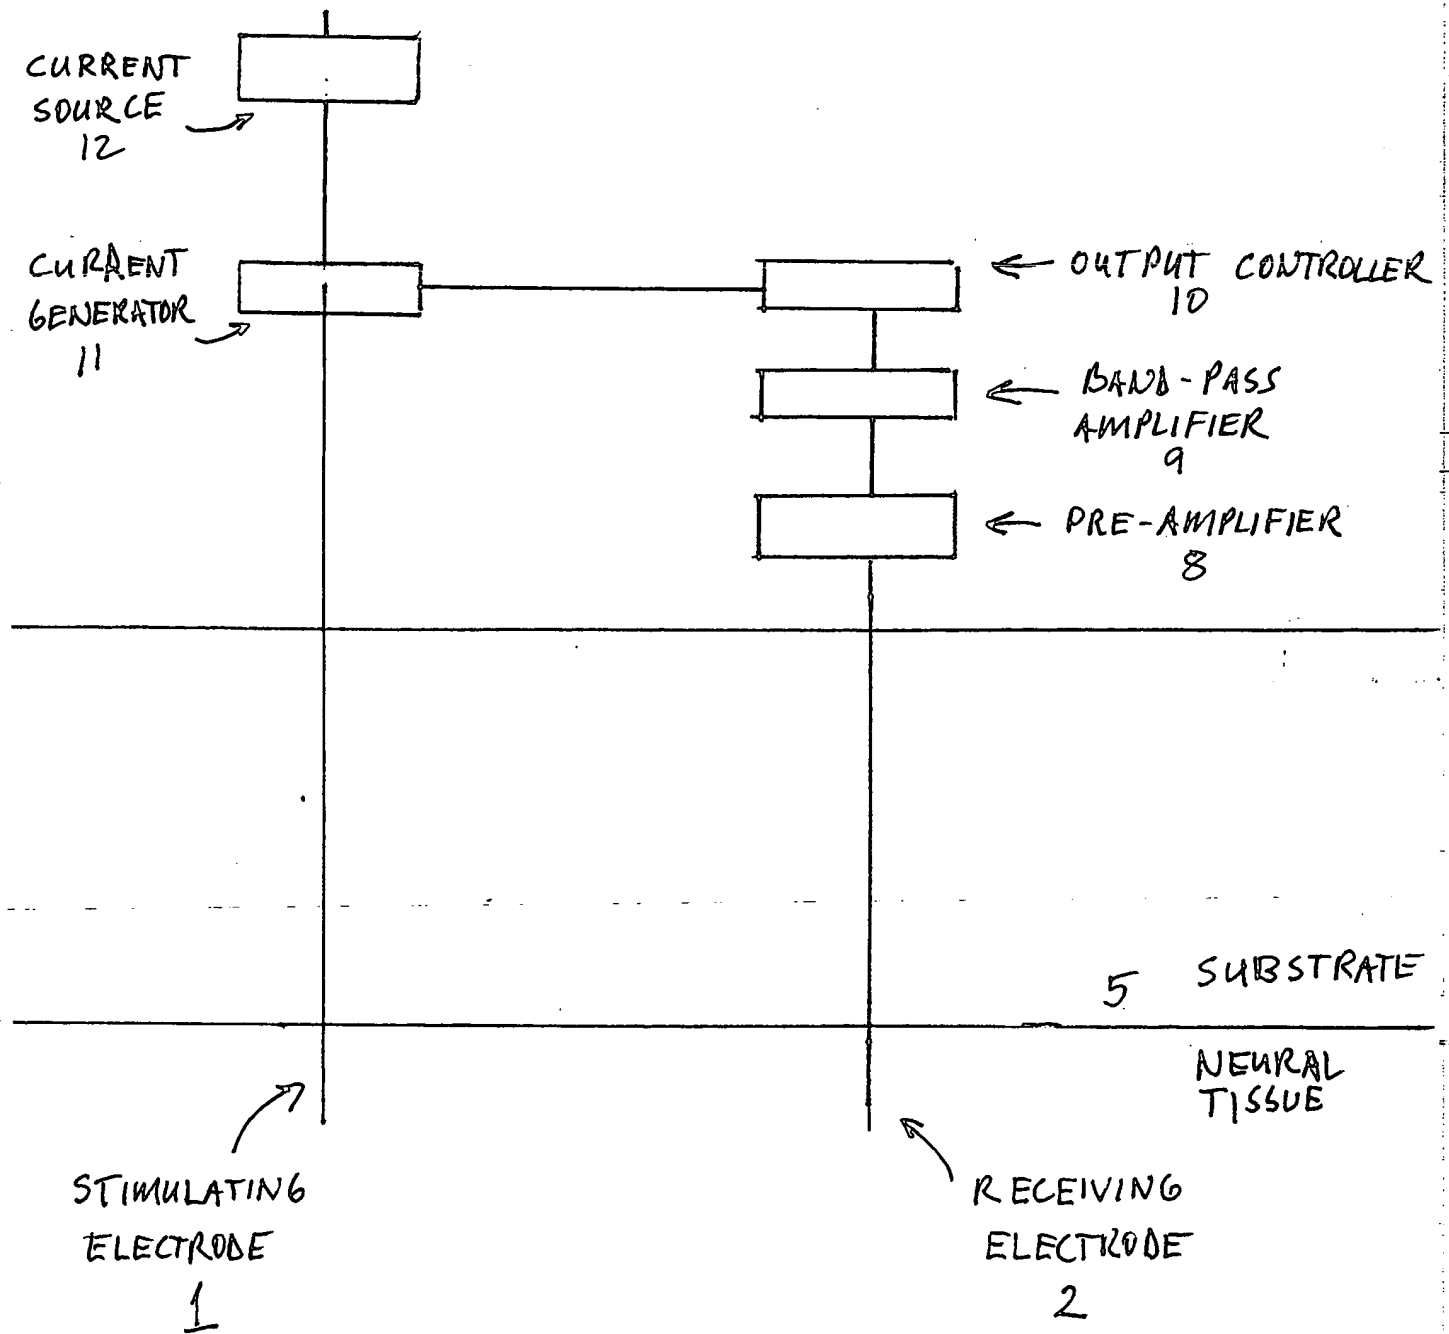 CURRENT
SOURCE
12
CURRENT
GENERATOR
11
OUTPUT CONTROLLER
10
BAND-PASS
AMPLIFIER
9
PRE-AMPLIFIER
8
5 SUBSTRATE
NEURAL
TISSUE
STIMULATING
ELECTRODE
1
RECEIVING
ELECTRODE
2